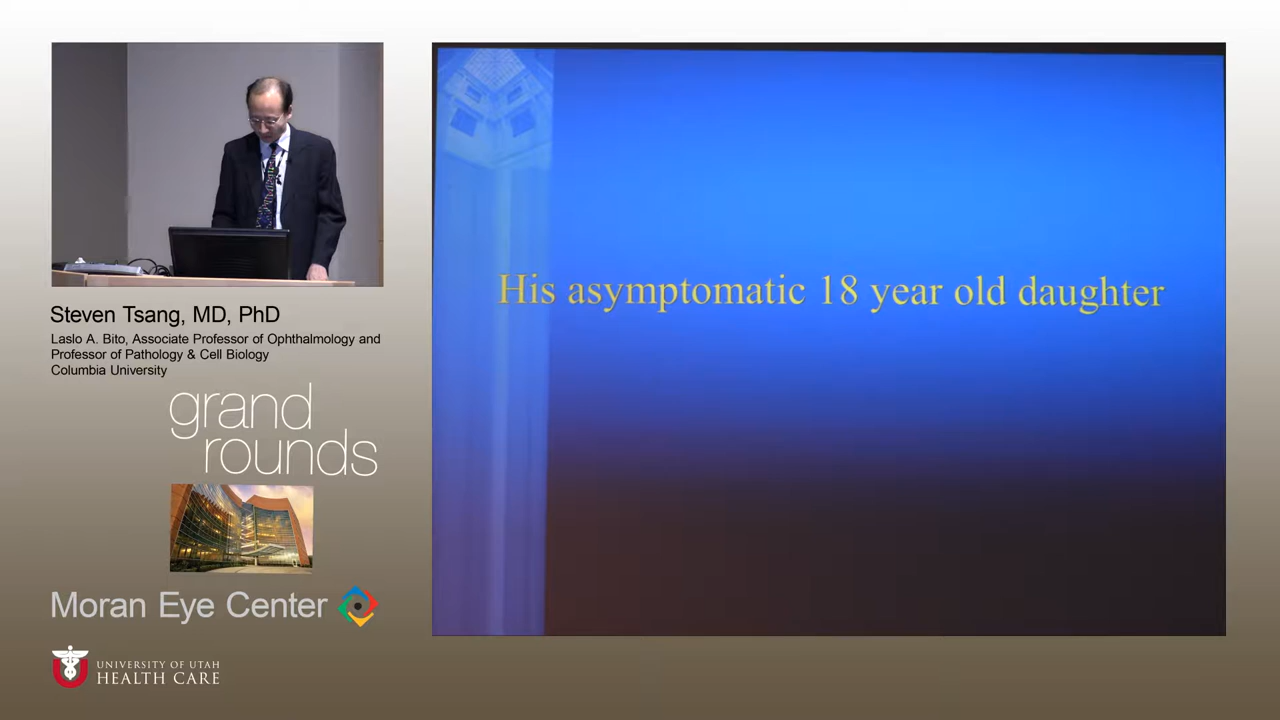 Steven Tsang, MD, PhD
Laslo A. Bito, Associate Professor of Ophthalmology and
Professor of Pathology & Cell Biology
Columbia University
grand
rounds
Moran Eye Center
U
UNIVERSITY OF UTAH
HEALTH CARE
His asymptomatic 18 year old daughter